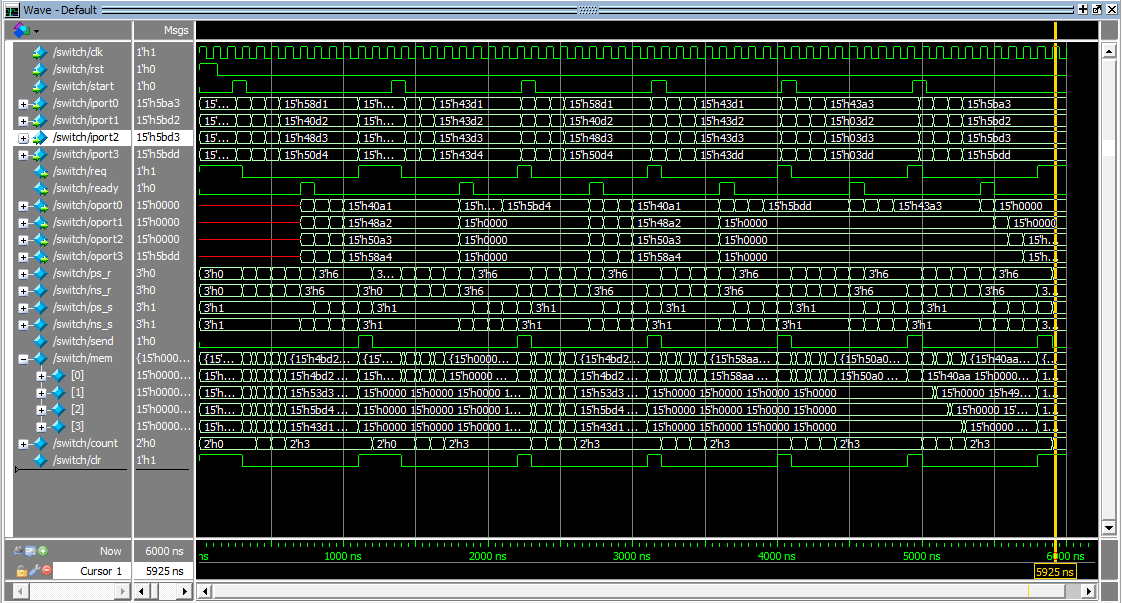 Wave - Default
Msgs
/switch/clk 1'h1
/switch/rst 1'h0
/switch/start 1'h0
/switch/iport0 15'h5ba3 15'... 15'h58d1 15'h... 15'h43d1 15'h43d1 15'h58d1 15'h43d1 15'h43a3 15'h5ba3
/switch/iport1 15'h5bd2 15'... 15'h40d2 15'h... 15'h43d2 15'h40d2 15'h43d2 15'h03d2 15'h5bd2
/switch/iport2 15'h5bd3 15'... 15'h48d3 15'h... 15'h43d3 15'h48d3 15'h43d3 15'h03d3 15'h5bd3
/switch/iport3 15'h5bdd 15'... 15'h50d4 15'h... 15'h43d4 15'h50d4 15'h43dd 15'h03dd 15'h5bdd
/switch/req 1'h1
/switch/ready 1'h0
/switch/oport0 15'h0000 15'h40a1 15'h... 15'h5bd4 15'h40a1 15'h5bdd 15'h43a3 15'h0000
/switch/oport1 15'h0000 15'h48a2 15'h0000 15'h48a2 15'h0000 15'h0000
/switch/oport2 15'h0000 15'h50a3 15'h0000 15'h50a3 15'h0000 15'h...
/switch/oport3 15'h5bdd 15'h58a4 15'h0000 15'h58a4 15'h0000 15'h...
/switch/ps_r 3'h0 3'h0 3'h6 3... 3'h6 3'h6 3'h6 3'h6 3'h6
/switch/ns_r 3'h0 3'h0 3'h6 3'h0 3'h6 3'h6 3'h6 3'h6 3'h6 3...
/switch/ps_s 3'h1 3'h1 3'h1 3'h1 3'h1 3'h1 3'h1
/switch/ns_s 3'h1 3'h1 3'h1 3'h1 3'h1 3'h1 3'h1 3...
/switch/send 1'h0
/switch/mem {15'h0000... {15'... {15'h4bd2... {15'... {15'h0000... {15'h4bd2... {15'h58aa... {15'h50a0... {15'h40aa... {...
[0] 15'h0000... 15'h... 15'h4bd2 ... 15'h... 15'h0000 ... 15'h4bd2 ... 15'h58aa ... 15'h50a0 ... 15'h40aa 15'h0000... 1...
[1] 15'h0000... 15'h... 15'h53d3 ... 15'h0000 15'h0000 15'h0000 1... 15'h53d3 ... 15'h0000 15'h0000 15'h0000 15'h0000 15'h0000 15'h49... 1...
[2] 15'h0000... 15'h... 15'h5bd4 ... 15'h0000 15'h0000 15'h0000 1... 15'h5bd4 ... 15'h0000 15'h0000 15'h0000 15'h0000 15'h0000 15'... 1...
[3] 15'h0000... 15'h... 15'h43d1 ... 15'h0000 15'h0000 15'h0000 1... 15'h43d1 ... 15'h0000 15'h0000 15'h0000 15'h0000 15'h0000 ... 1...
/switch/count 2'h0 2'h0 2'h3 2'h0 2'h3 2'h3 2'h3 2'h3 2'h3
/switch/clr 1'h1
Now 6000 ns ns 1000 ns 2000 ns 3000 ns 4000 ns 5000 ns 6000 ns
Cursor 1 5925 ns 5925 ns